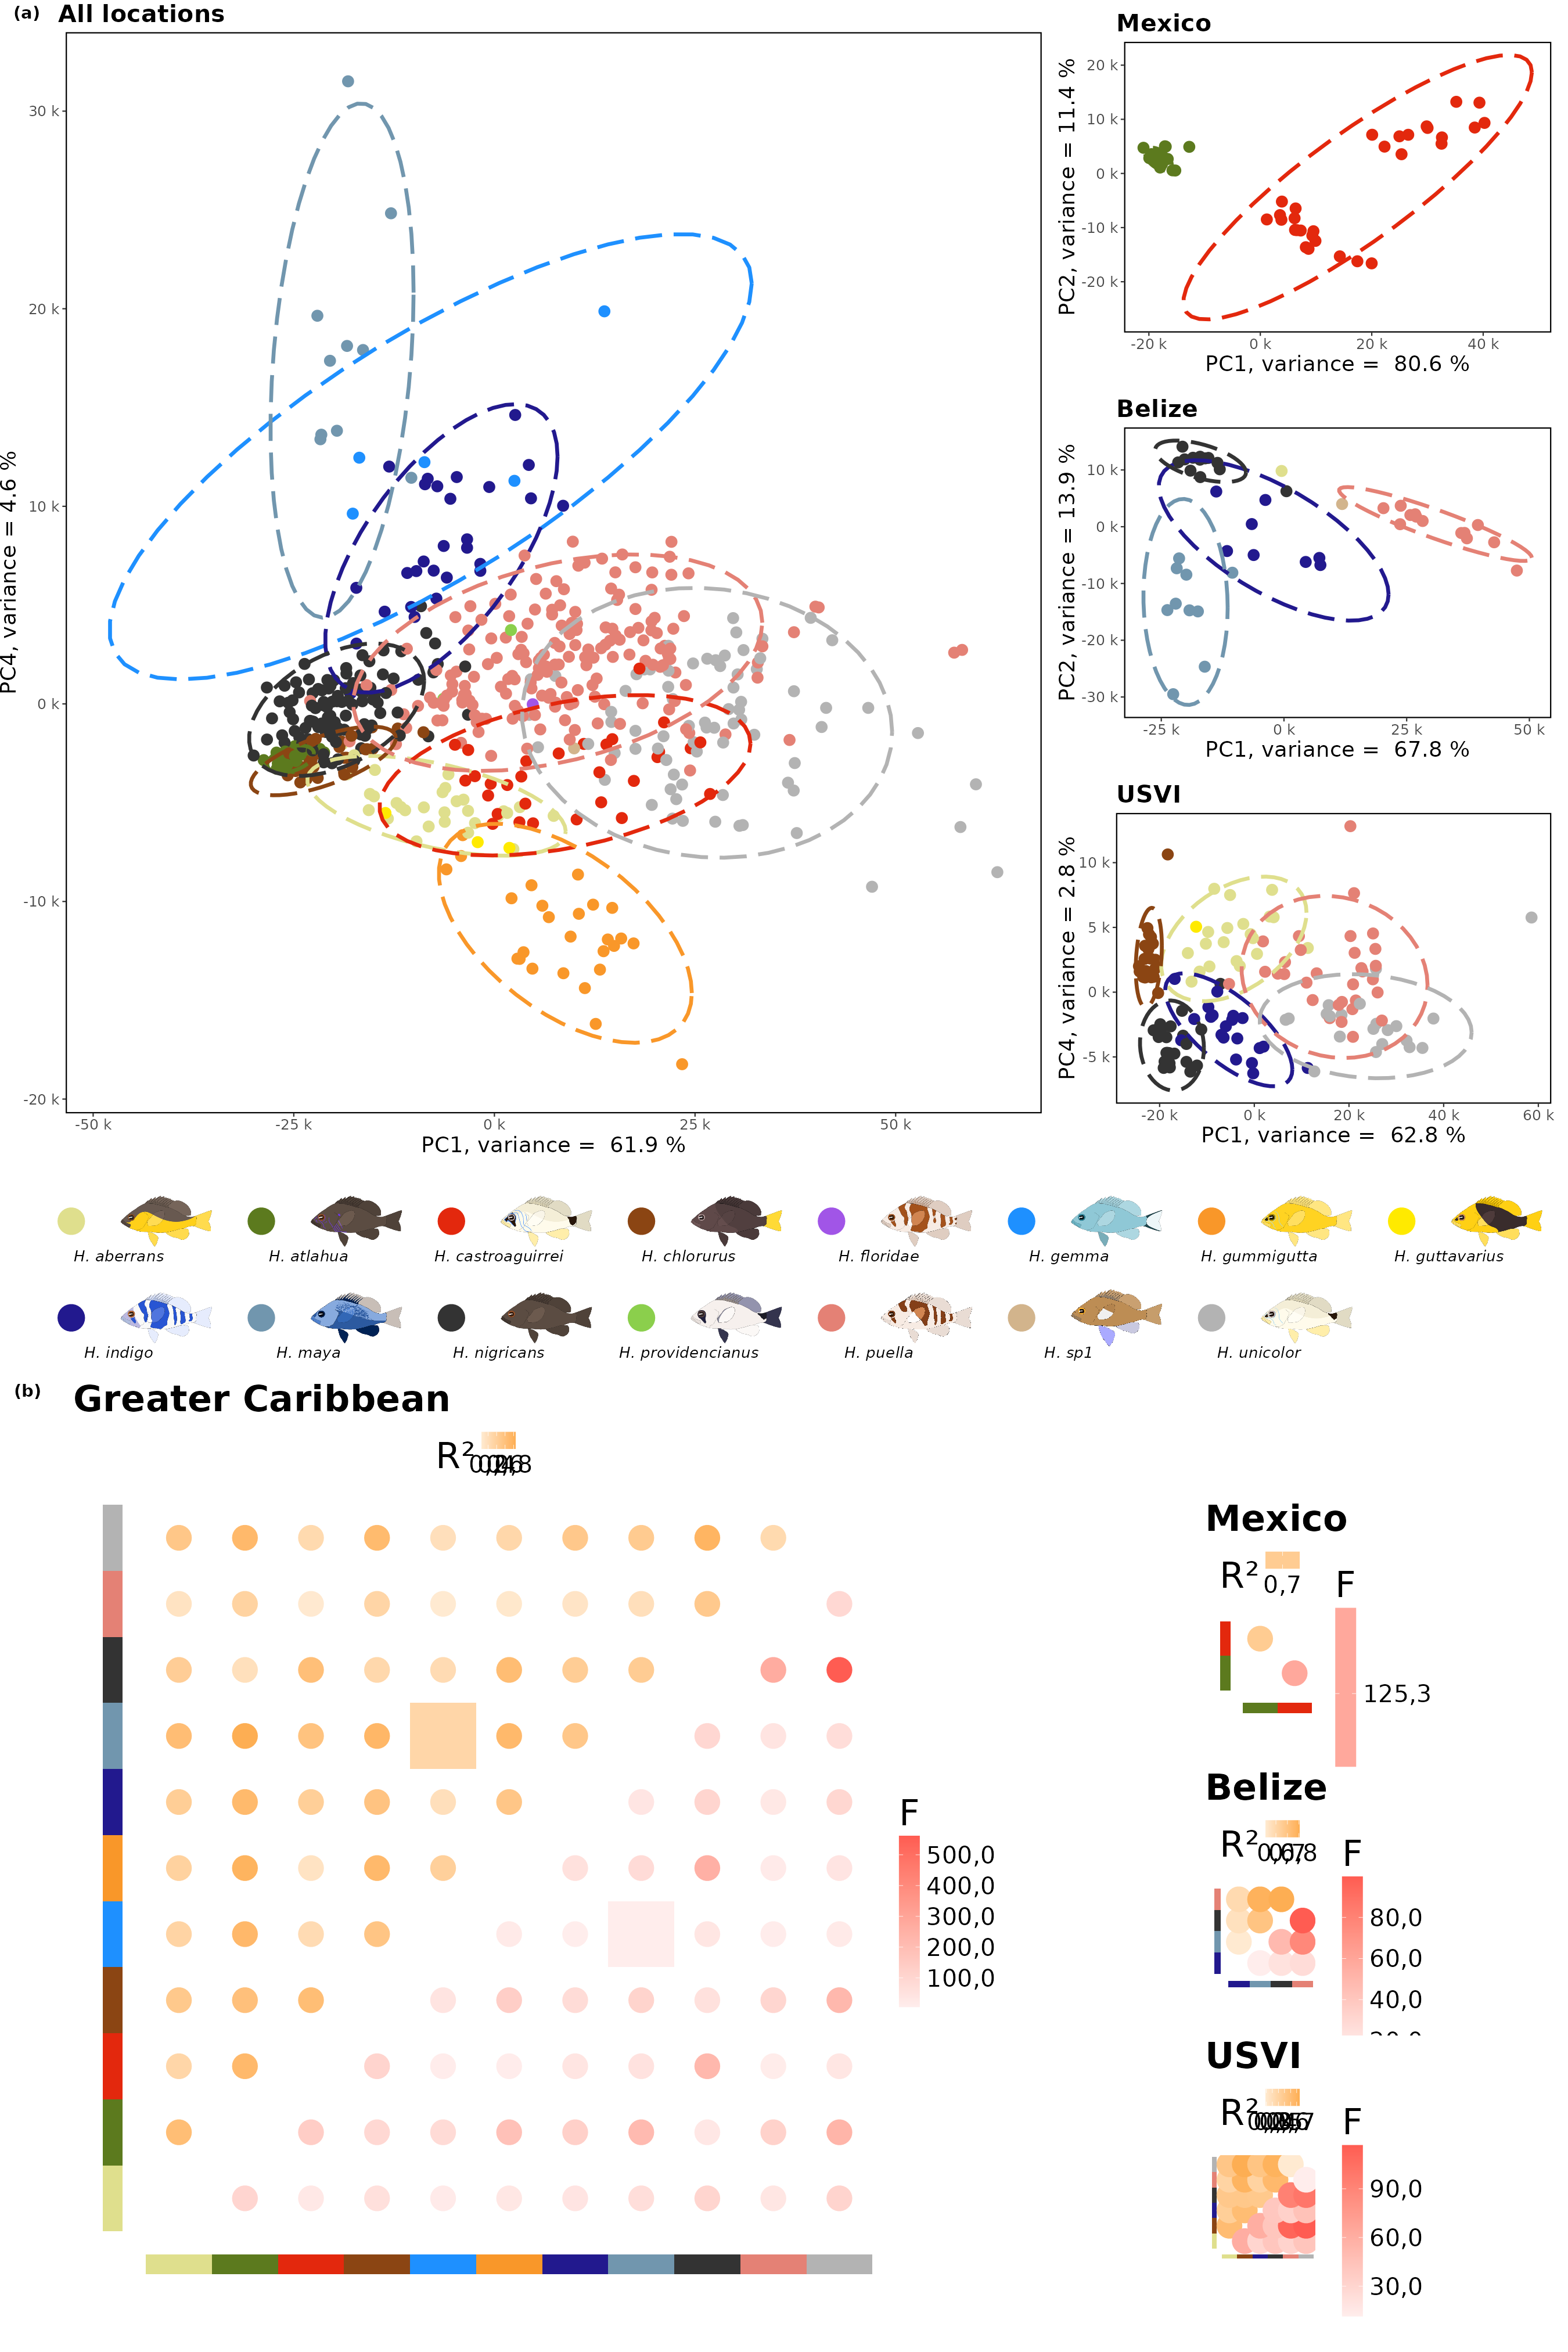 (a) All locations
30 k
20 k
10 k
0 k
-10 k
-20 k
PC4, variance = 4.6 %
-50 k -25 k 0 k 25 k 50 k
PC1, variance = 61.9 %
Mexico
20 k
10 k
0 k
-10 k
-20 k
PC2, variance = 11.4 %
-20 k 0 k 20 k 40 k
PC1, variance = 80.6 %
Belize
10 k
0 k
-10 k
-20 k
-30 k
PC2, variance = 13.9 %
-25 k 0 k 25 k 50 k
PC1, variance = 67.8 %
USVI
10 k
5 k
0 k
-5 k
PC4, variance = 2.8 %
-20 k 0 k 20 k 40 k 60 k
PC1, variance = 62.8 %
H. aberrans H. atlahua H. castroaguirrei H. chlorurus H. floridae H. gemma H. gummigutta H. guttavarius
H. indigo H. maya H. nigricans H. providencianus H. puella H. sp1 H. unicolor
(b) Greater Caribbean
R²
F
500,0
400,0
300,0
200,0
100,0
Mexico
R² 0,7
F
125,3
Belize
R²
F
80,0
60,0
40,0
USVI
R²
F
90,0
60,0
30,0